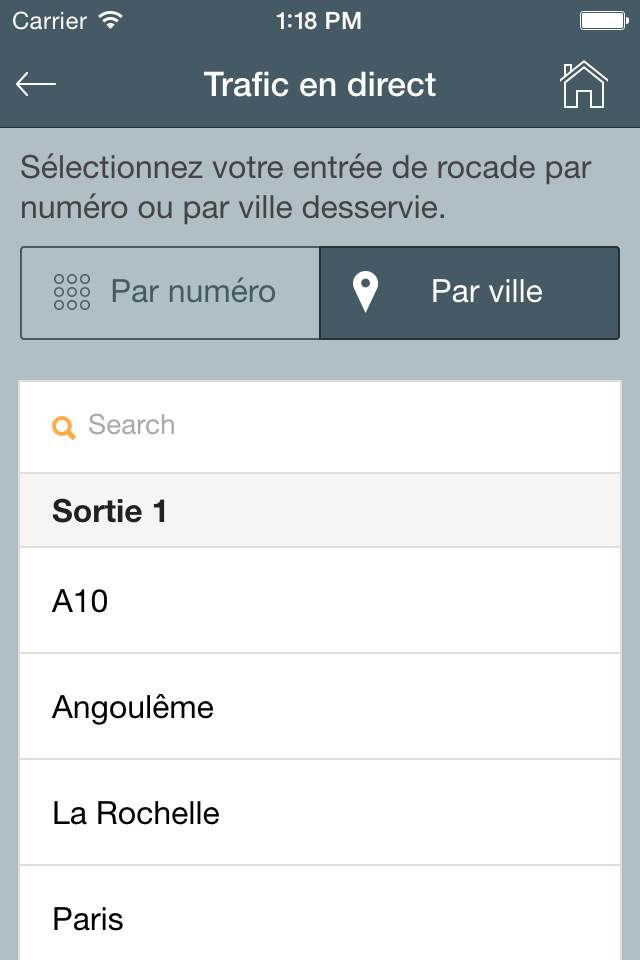 Carrier 1:18 PM
Trafic en direct
Sélectionnez votre entrée de rocade par
numéro ou par ville desservie.
Par numéro Par ville
Search
Sortie 1
A10
Angoulême
La Rochelle
Paris